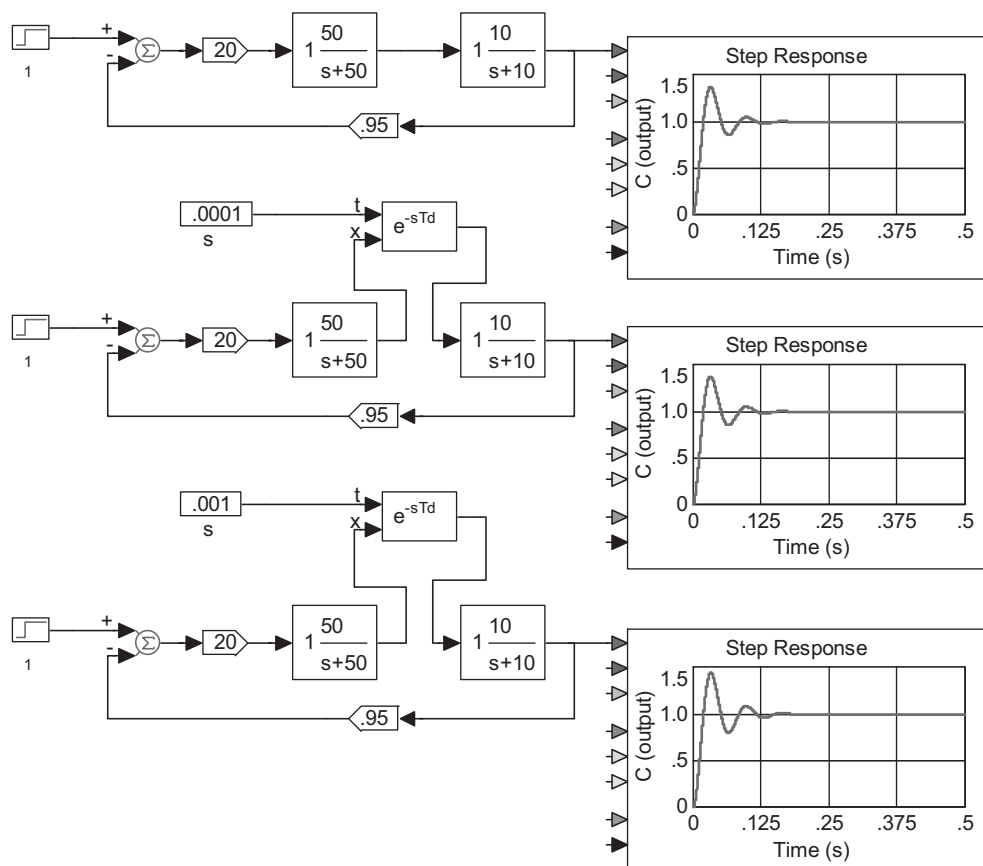 +
-
1
Σ
20
1 50
s+50
1 10
s+10
.95
Step Response
C (output)
1.5
1.0
.5
0
0 .125 .25 .375 .5
Time (s)
.0001
s
t
x
e-sTd
+
-
1
Σ
20
1 50
s+50
1 10
s+10
.95
Step Response
C (output)
1.5
1.0
.5
0
0 .125 .25 .375 .5
Time (s)
.001
s
t
x
e-sTd
+
-
1
Σ
20
1 50
s+50
1 10
s+10
.95
Step Response
C (output)
1.5
1.0
.5
0
0 .125 .25 .375 .5
Time (s)